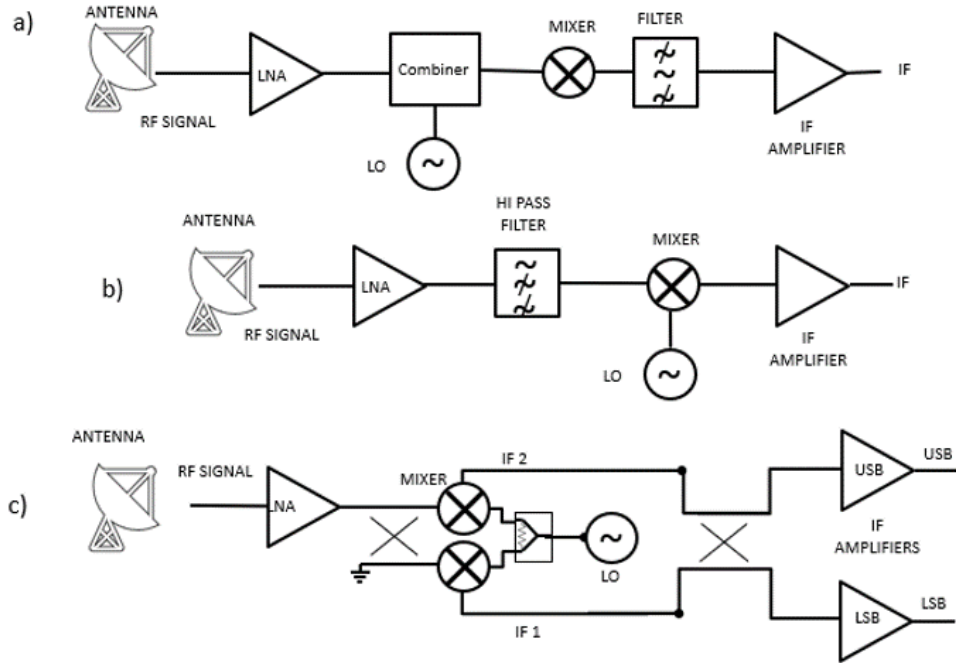 a)
ANTENNA
RF SIGNAL
LNA
Combiner
LO
MIXER
FILTER
IF
AMPLIFIER
IF
b)
ANTENNA
RF SIGNAL
LNA
HI PASS
FILTER
MIXER
LO
IF
AMPLIFIER
IF
c)
ANTENNA
RF SIGNAL
LNA
MIXER
IF 2
LO
IF 1
USB
USB
IF
AMPLIFIERS
LSB
LSB